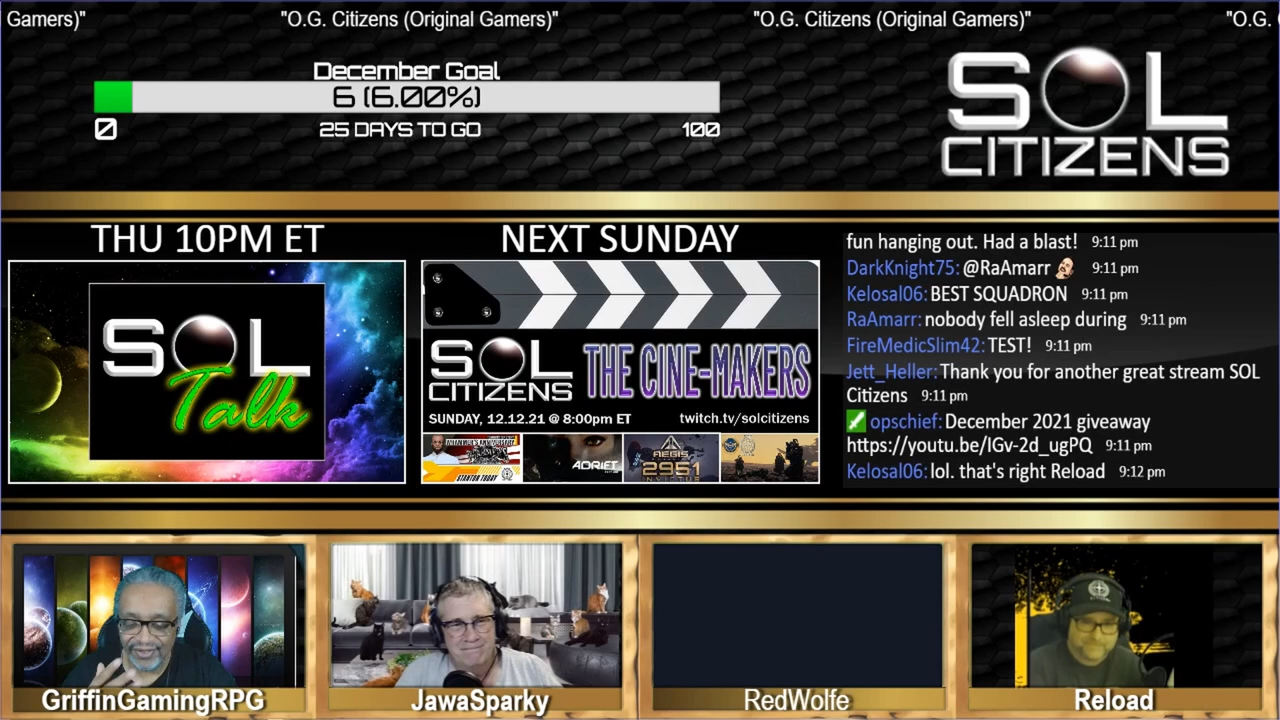 Gamers)" "O.G. Citizens (Original Gamers)" "O.G. Citizens (Original Gamers)" "O.G.
December Goal
6 (6.00%)
0 25 DAYS TO GO 100
SOL
CITIZENS
THU 10PM ET
SOL
Talk
NEXT SUNDAY
SOL
CITIZENS
THE CINE-MAKERS
SUNDAY, 12.12.21 @ 8:00pm ET twitch.tv/solcitizens
STANTON TODAY
ADRIFT
AEGIS
2951
INVICTUS
fun hanging out. Had a blast! 9:11 pm
DarkKnight75: @RaAmarr 9:11 pm
Kelosal06: BEST SQUADRON 9:11 pm
RaAmarr: nobody fell asleep during 9:11 pm
FireMedicSlim42: TEST! 9:11 pm
Jett_Heller: Thank you for another great stream SOL
Citizens 9:11 pm
opschief: December 2021 giveaway
https://youtu.be/IGv-2d_ugPQ 9:11 pm
Kelosal06: lol. that's right Reload 9:12 pm
GriffinGamingRPG
JawaSparky
RedWolfe
Reload